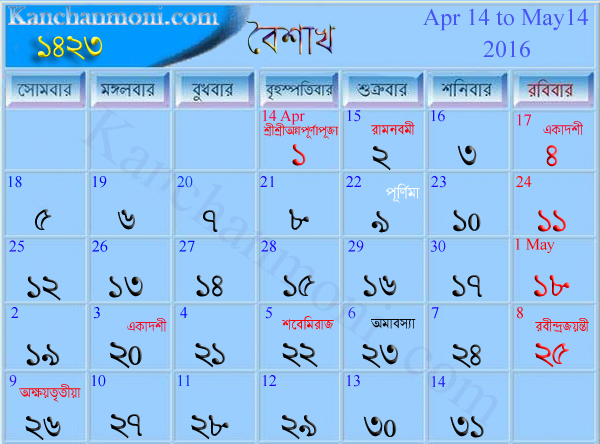 Kanchanmoni.com
১৪২৩
বৈশাখ
Apr 14 to May14
2016
সোমবার মঙ্গলবার বুধবার বৃহস্পতিবার শুক্রবার শনিবার রবিবার
14 Apr 15 16 17
শ্রীশ্রীঅন্নপূর্ণাপূজা রামনবমী একাদশী
১ ২ ৩ ৪
18 19 20 21 22 23 24
পূর্ণিমা
৫ ৬ ৭ ৮ ৯ ১০ ১১
25 26 27 28 29 30 1 May
১২ ১৩ ১৪ ১৫ ১৬ ১৭ ১৮
2 3 4 5 6 7 8
একাদশী শবেমিরাজ অমাবস্যা রবীন্দ্রজয়ন্তী
১৯ ২০ ২১ ২২ ২৩ ২৪ ২৫
9 10 11 12 13 14
অক্ষয়তৃতীয়া
২৬ ২৭ ২৮ ২৯ ৩০ ৩১
Kanchanmoni.com